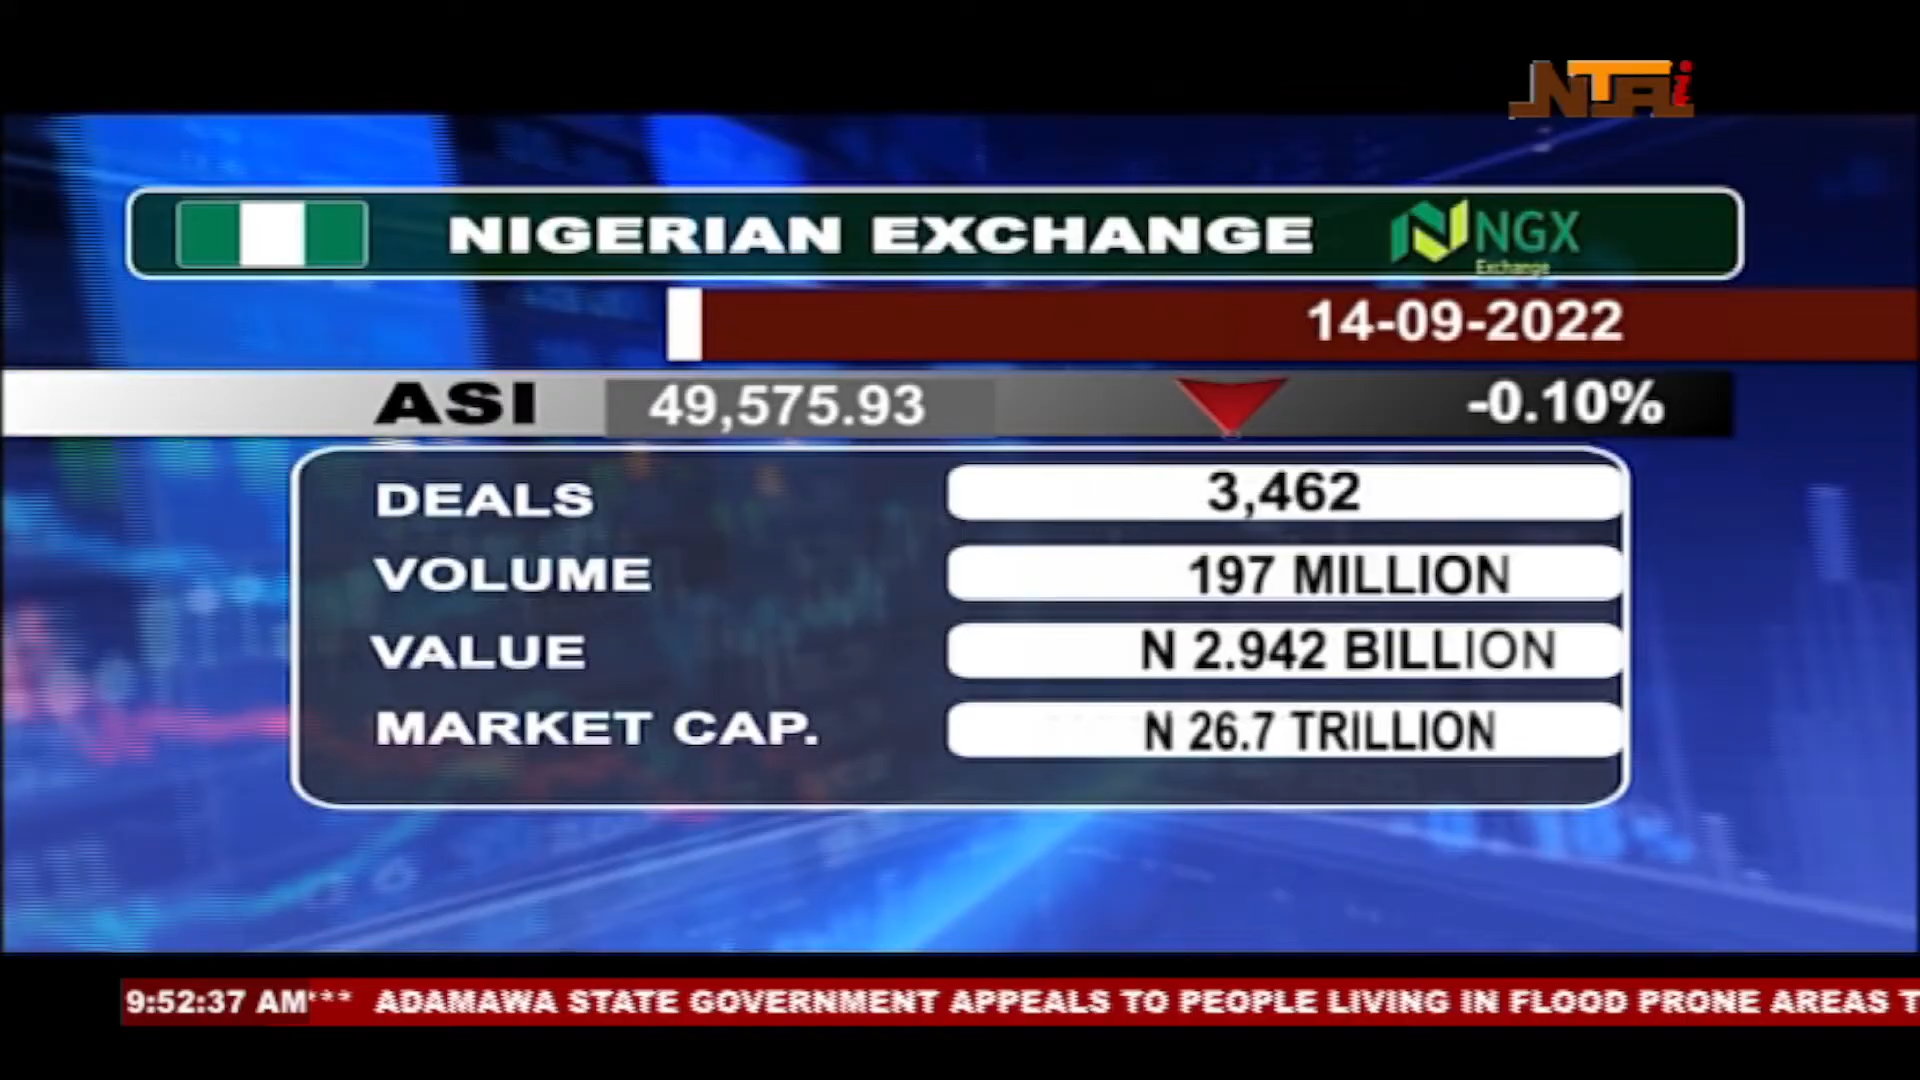 NTAi
NIGERIAN EXCHANGE
NGX
Exchange
14-09-2022
ASI 49,575.93 -0.10%
DEALS 3,462
VOLUME 197 MILLION
VALUE N 2.942 BILLION
MARKET CAP. N 26.7 TRILLION
9:52:37 AM*** ADAMAWA STATE GOVERNMENT APPEALS TO PEOPLE LIVING IN FLOOD PRONE AREAS T